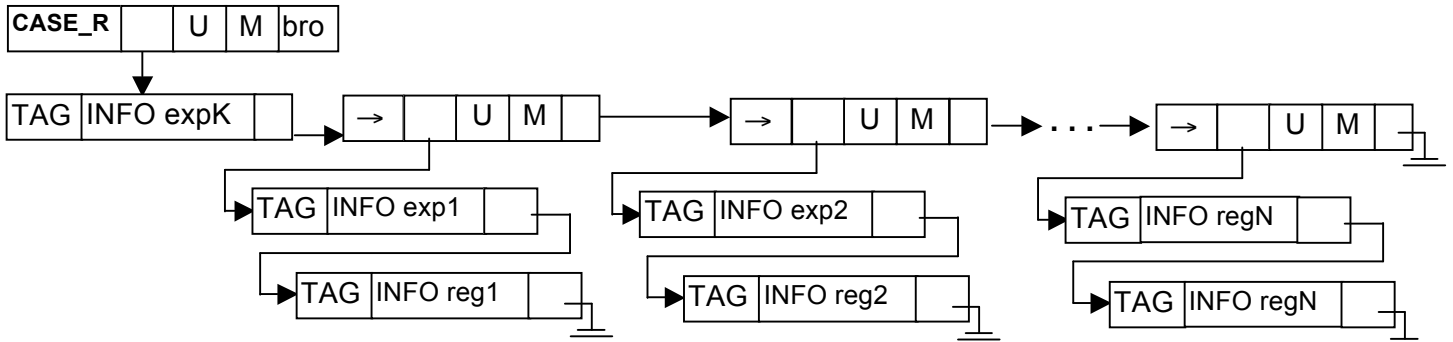 CASE_R U M bro
TAG INFO expK → U M → U M . . . → U M
TAG INFO exp1 TAG INFO exp2 TAG INFO regN
TAG INFO reg1 TAG INFO reg2 TAG INFO regN